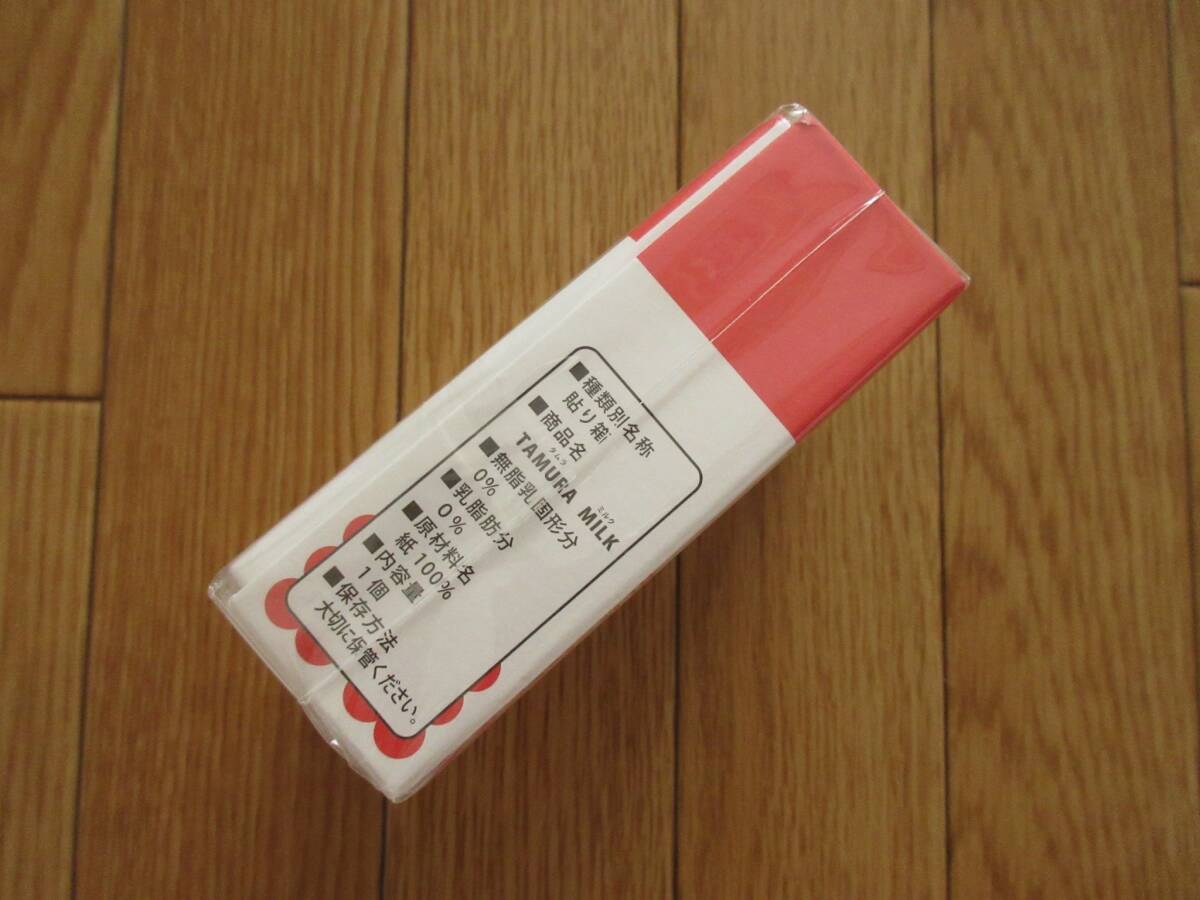 ■種類別名称
貼り箱
■商品名
タムラ ミルク
TAMURA MILK
■無脂乳固形分
0%
■乳脂肪分
0%
■原材料名
紙100%
■内容量
1個
■保存方法
大切に保管ください。